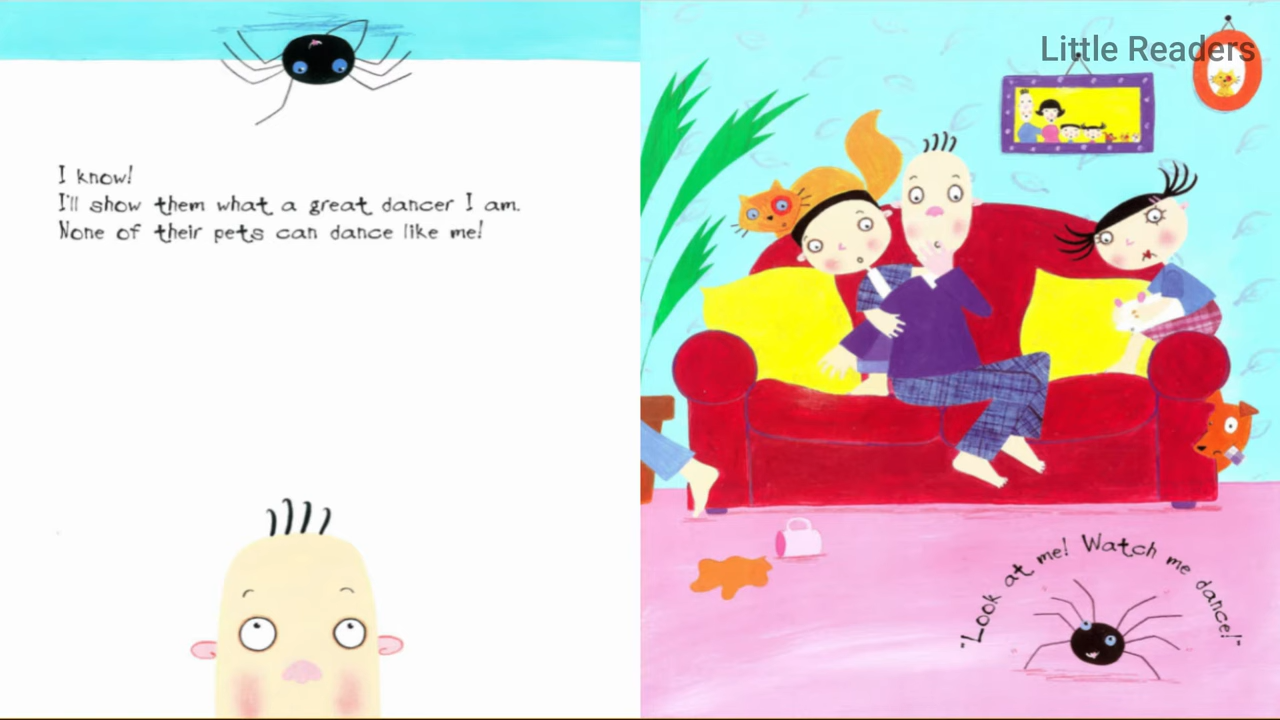 I know!
I'll show them what a great dancer I am.
None of their pets can dance like me!
Little Readers
"Look at me! Watch me dance!"